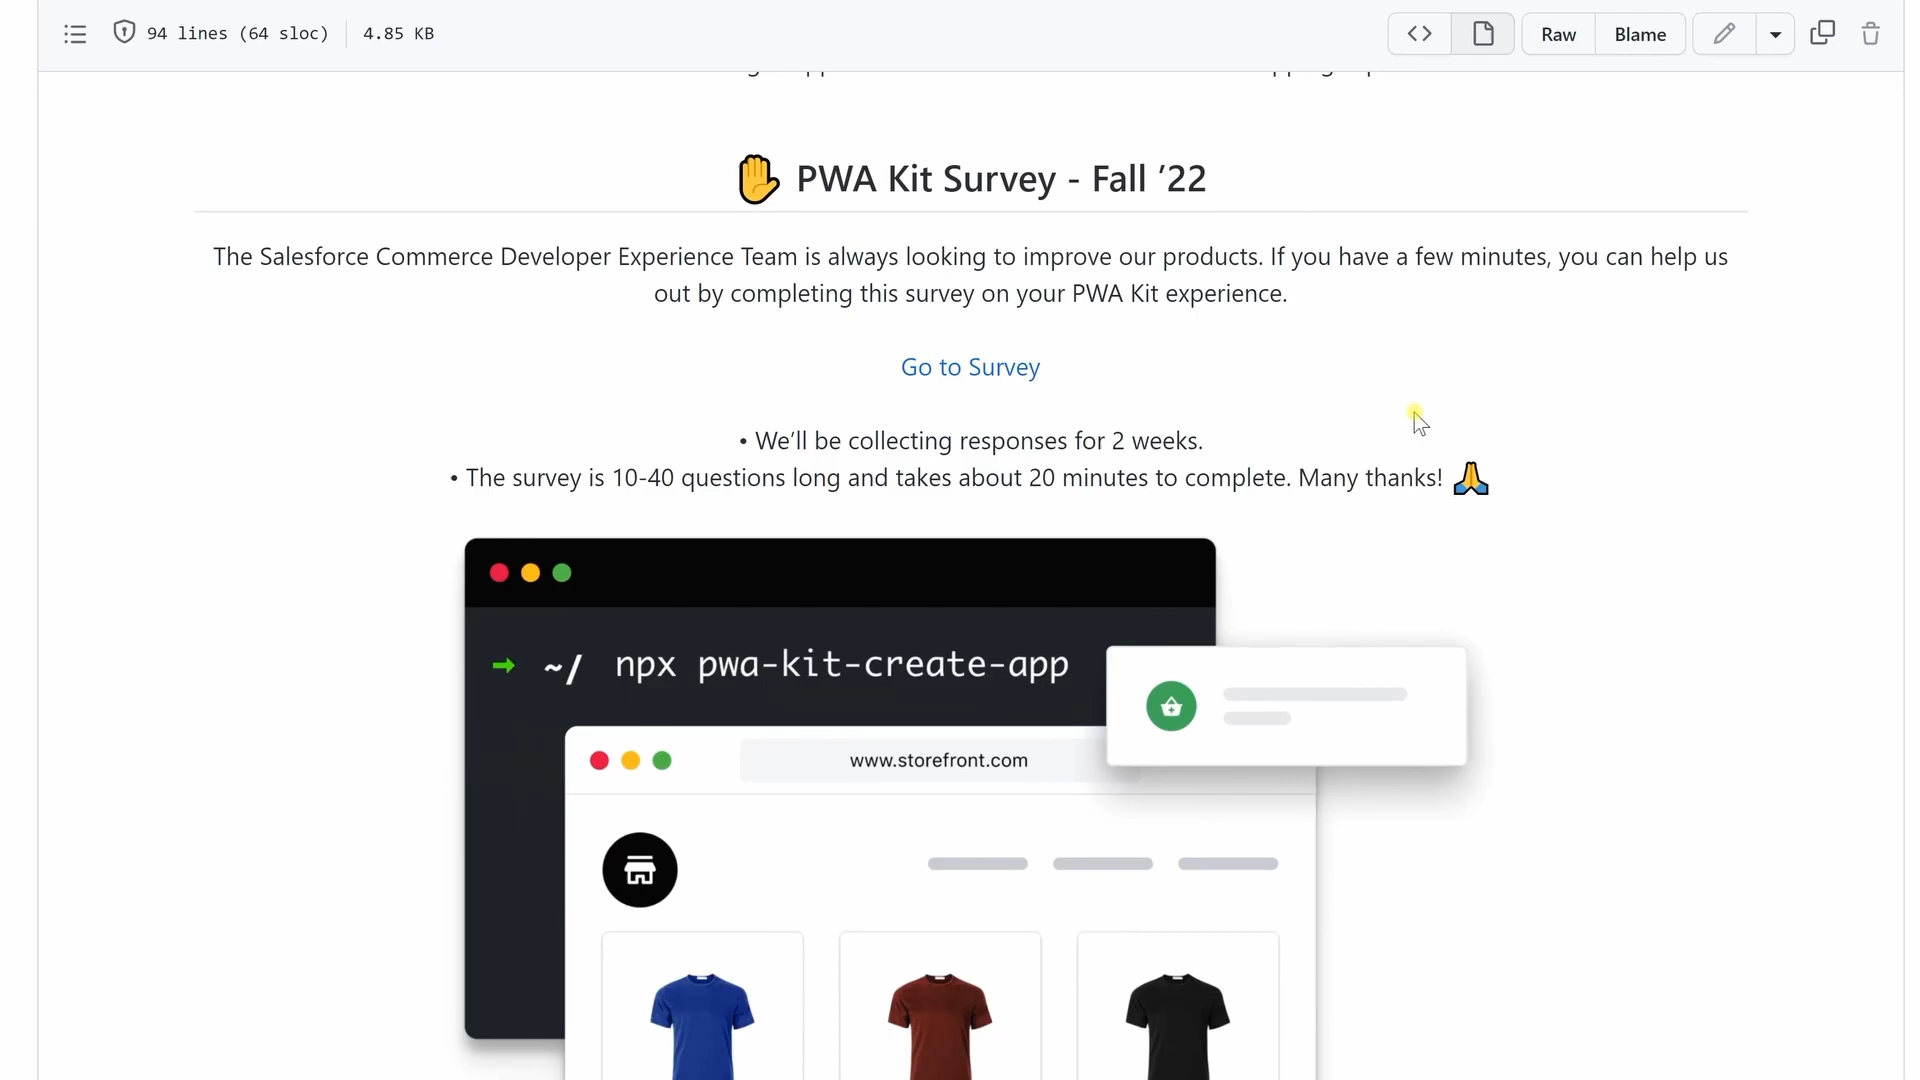 94 lines (64 sloc) 4.85 KB Raw Blame
✋ PWA Kit Survey - Fall ’22
The Salesforce Commerce Developer Experience Team is always looking to improve our products. If you have a few minutes, you can help us
out by completing this survey on your PWA Kit experience.
Go to Survey
• We’ll be collecting responses for 2 weeks.
• The survey is 10-40 questions long and takes about 20 minutes to complete. Many thanks! 🙏
~/ npx pwa-kit-create-app
www.storefront.com